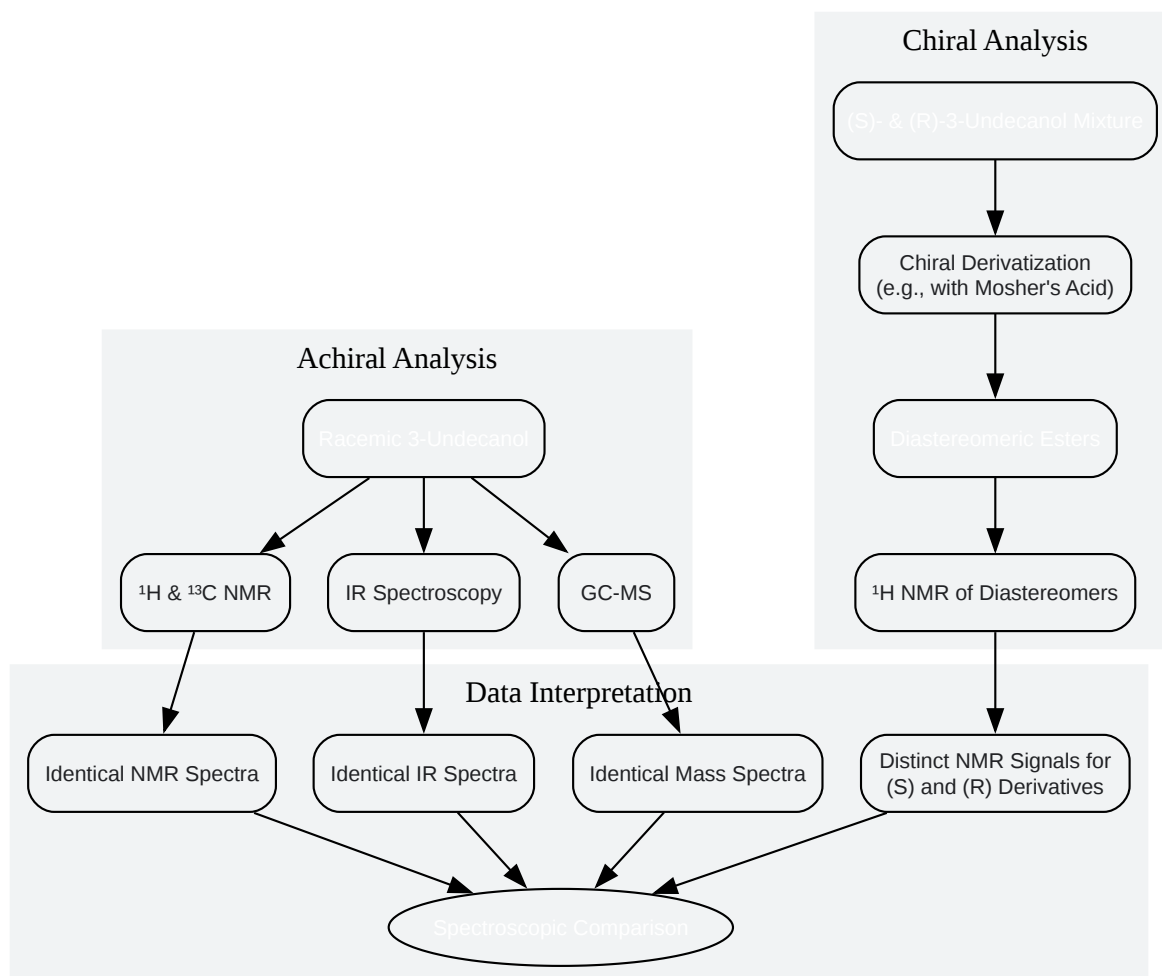 Chiral Analysis
(S)- & (R)-3-Undecanol Mixture
Chiral Derivatization
(e.g., with Mosher's Acid)
Achiral Analysis
Racemic 3-Undecanol
Diastereomeric Esters
¹H & ¹³C NMR
IR Spectroscopy
GC-MS
¹H NMR of Diastereomers
Data Interpretation
Identical NMR Spectra
Identical IR Spectra
Identical Mass Spectra
Distinct NMR Signals for
(S) and (R) Derivatives
Spectroscopic Comparison